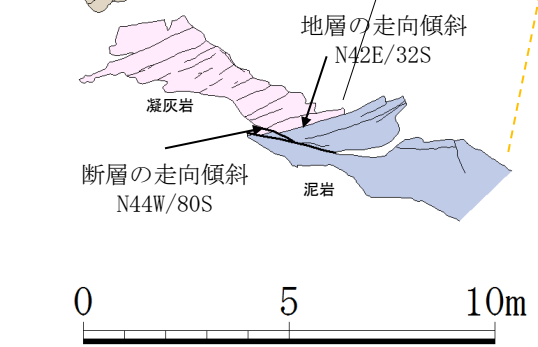 地層の走向傾斜
N42E/32S
凝灰岩
断層の走向傾斜
N44W/80S
泥岩
0 5 10m